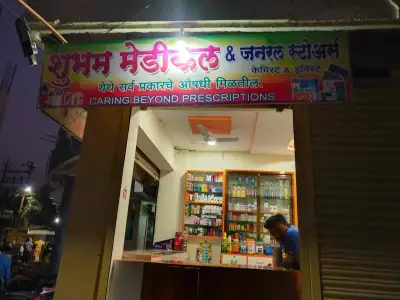 शुभम मेडीकल & जनरल स्टोअर्स
केमिस्ट & ड्रगिस्ट
येथे सर्व प्रकारचे औषधी मिळतील.
CARING BEYOND PRESCRIPTIONS